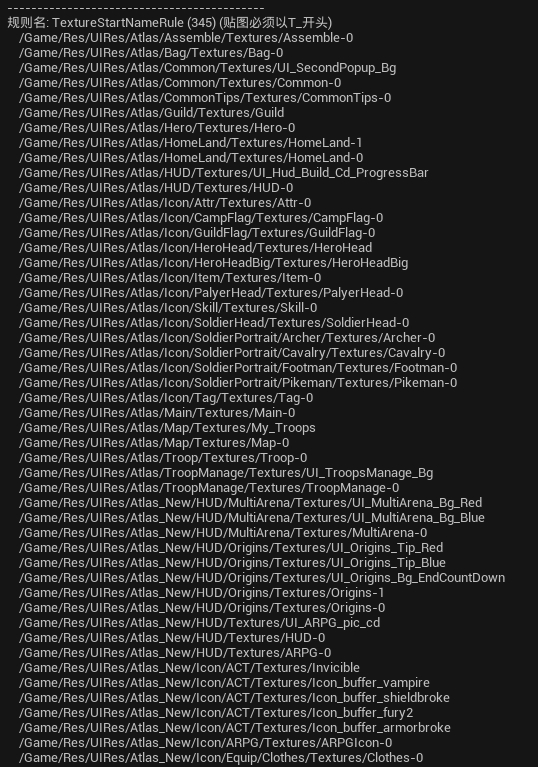 ------------------------------------------
规则名: TextureStartNameRule (345) (贴图必须以T_开头)
/Game/Res/UIRes/Atlas/Assemble/Textures/Assemble-0
/Game/Res/UIRes/Atlas/Bag/Textures/Bag-0
/Game/Res/UIRes/Atlas/Common/Textures/UI_SecondPopup_Bg
/Game/Res/UIRes/Atlas/Common/Textures/Common-0
/Game/Res/UIRes/Atlas/CommonTips/Textures/CommonTips-0
/Game/Res/UIRes/Atlas/Guild/Textures/Guild
/Game/Res/UIRes/Atlas/Hero/Textures/Hero-0
/Game/Res/UIRes/Atlas/HomeLand/Textures/HomeLand-1
/Game/Res/UIRes/Atlas/HomeLand/Textures/HomeLand-0
/Game/Res/UIRes/Atlas/HUD/Textures/UI_Hud_Build_Cd_ProgressBar
/Game/Res/UIRes/Atlas/HUD/Textures/HUD-0
/Game/Res/UIRes/Atlas/Icon/Attr/Textures/Attr-0
/Game/Res/UIRes/Atlas/Icon/CampFlag/Textures/CampFlag-0
/Game/Res/UIRes/Atlas/Icon/GuildFlag/Textures/GuildFlag-0
/Game/Res/UIRes/Atlas/Icon/HeroHead/Textures/HeroHead
/Game/Res/UIRes/Atlas/Icon/HeroHeadBig/Textures/HeroHeadBig
/Game/Res/UIRes/Atlas/Icon/Item/Textures/Item-0
/Game/Res/UIRes/Atlas/Icon/PalyerHead/Textures/PalyerHead-0
/Game/Res/UIRes/Atlas/Icon/Skill/Textures/Skill-0
/Game/Res/UIRes/Atlas/Icon/SoldierHead/Textures/SoldierHead-0
/Game/Res/UIRes/Atlas/Icon/SoldierPortrait/Archer/Textures/Archer-0
/Game/Res/UIRes/Atlas/Icon/SoldierPortrait/Cavalry/Textures/Cavalry-0
/Game/Res/UIRes/Atlas/Icon/SoldierPortrait/Footman/Textures/Footman-0
/Game/Res/UIRes/Atlas/Icon/SoldierPortrait/Pikeman/Textures/Pikeman-0
/Game/Res/UIRes/Atlas/Icon/Tag/Textures/Tag-0
/Game/Res/UIRes/Atlas/Main/Textures/Main-0
/Game/Res/UIRes/Atlas/Map/Textures/My_Troops
/Game/Res/UIRes/Atlas/Map/Textures/Map-0
/Game/Res/UIRes/Atlas/Troop/Textures/Troop-0
/Game/Res/UIRes/Atlas/TroopManage/Textures/UI_TroopsManage_Bg
/Game/Res/UIRes/Atlas/TroopManage/Textures/TroopManage-0
/Game/Res/UIRes/Atlas_New/HUD/MultiArena/Textures/UI_MultiArena_Bg_Red
/Game/Res/UIRes/Atlas_New/HUD/MultiArena/Textures/UI_MultiArena_Bg_Blue
/Game/Res/UIRes/Atlas_New/HUD/MultiArena/Textures/MultiArena-0
/Game/Res/UIRes/Atlas_New/HUD/Origins/Textures/UI_Origins_Tip_Red
/Game/Res/UIRes/Atlas_New/HUD/Origins/Textures/UI_Origins_Tip_Blue
/Game/Res/UIRes/Atlas_New/HUD/Origins/Textures/UI_Origins_Bg_EndCountDown
/Game/Res/UIRes/Atlas_New/HUD/Origins/Textures/Origins-1
/Game/Res/UIRes/Atlas_New/HUD/Origins/Textures/Origins-0
/Game/Res/UIRes/Atlas_New/HUD/Textures/UI_ARPG_pic_cd
/Game/Res/UIRes/Atlas_New/HUD/Textures/HUD-0
/Game/Res/UIRes/Atlas_New/HUD/Textures/ARPG-0
/Game/Res/UIRes/Atlas_New/Icon/ACT/Textures/Invicible
/Game/Res/UIRes/Atlas_New/Icon/ACT/Textures/Icon_buffer_vampire
/Game/Res/UIRes/Atlas_New/Icon/ACT/Textures/Icon_buffer_shieldbroke
/Game/Res/UIRes/Atlas_New/Icon/ACT/Textures/Icon_buffer_fury2
/Game/Res/UIRes/Atlas_New/Icon/ACT/Textures/Icon_buffer_armorbroke
/Game/Res/UIRes/Atlas_New/Icon/ARPG/Textures/ARPGIcon-0
/Game/Res/UIRes/Atlas_New/Icon/Equip/Clothes/Textures/Clothes-0